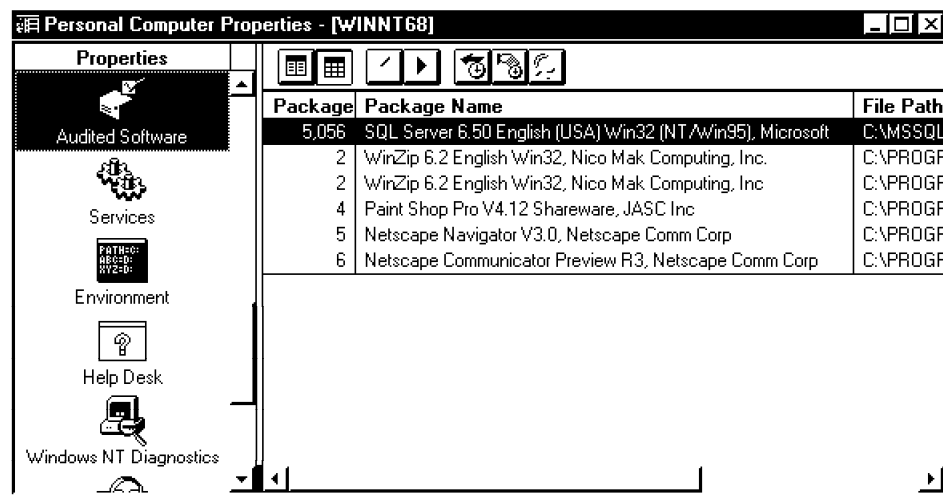 Personal Computer Properties - [WINNT68]
Properties
Audited Software
Services
PATH=C:
ABC=D:
XYZ=D:
Environment
Help Desk
Windows NT Diagnostics
Package Package Name File Path
5,056 SQL Server 6.50 English (USA) Win32 (NT/Win95), Microsoft C:\MSSQL
2 WinZip 6.2 English Win32, Nico Mak Computing, Inc. C:\PROGR
2 WinZip 6.2 English Win32, Nico Mak Computing, Inc C:\PROGR
4 Paint Shop Pro V4.12 Shareware, JASC Inc C:\PROGR
5 Netscape Navigator V3.0, Netscape Comm Corp C:\PROGR
6 Netscape Communicator Preview R3, Netscape Comm Corp C:\PROGR